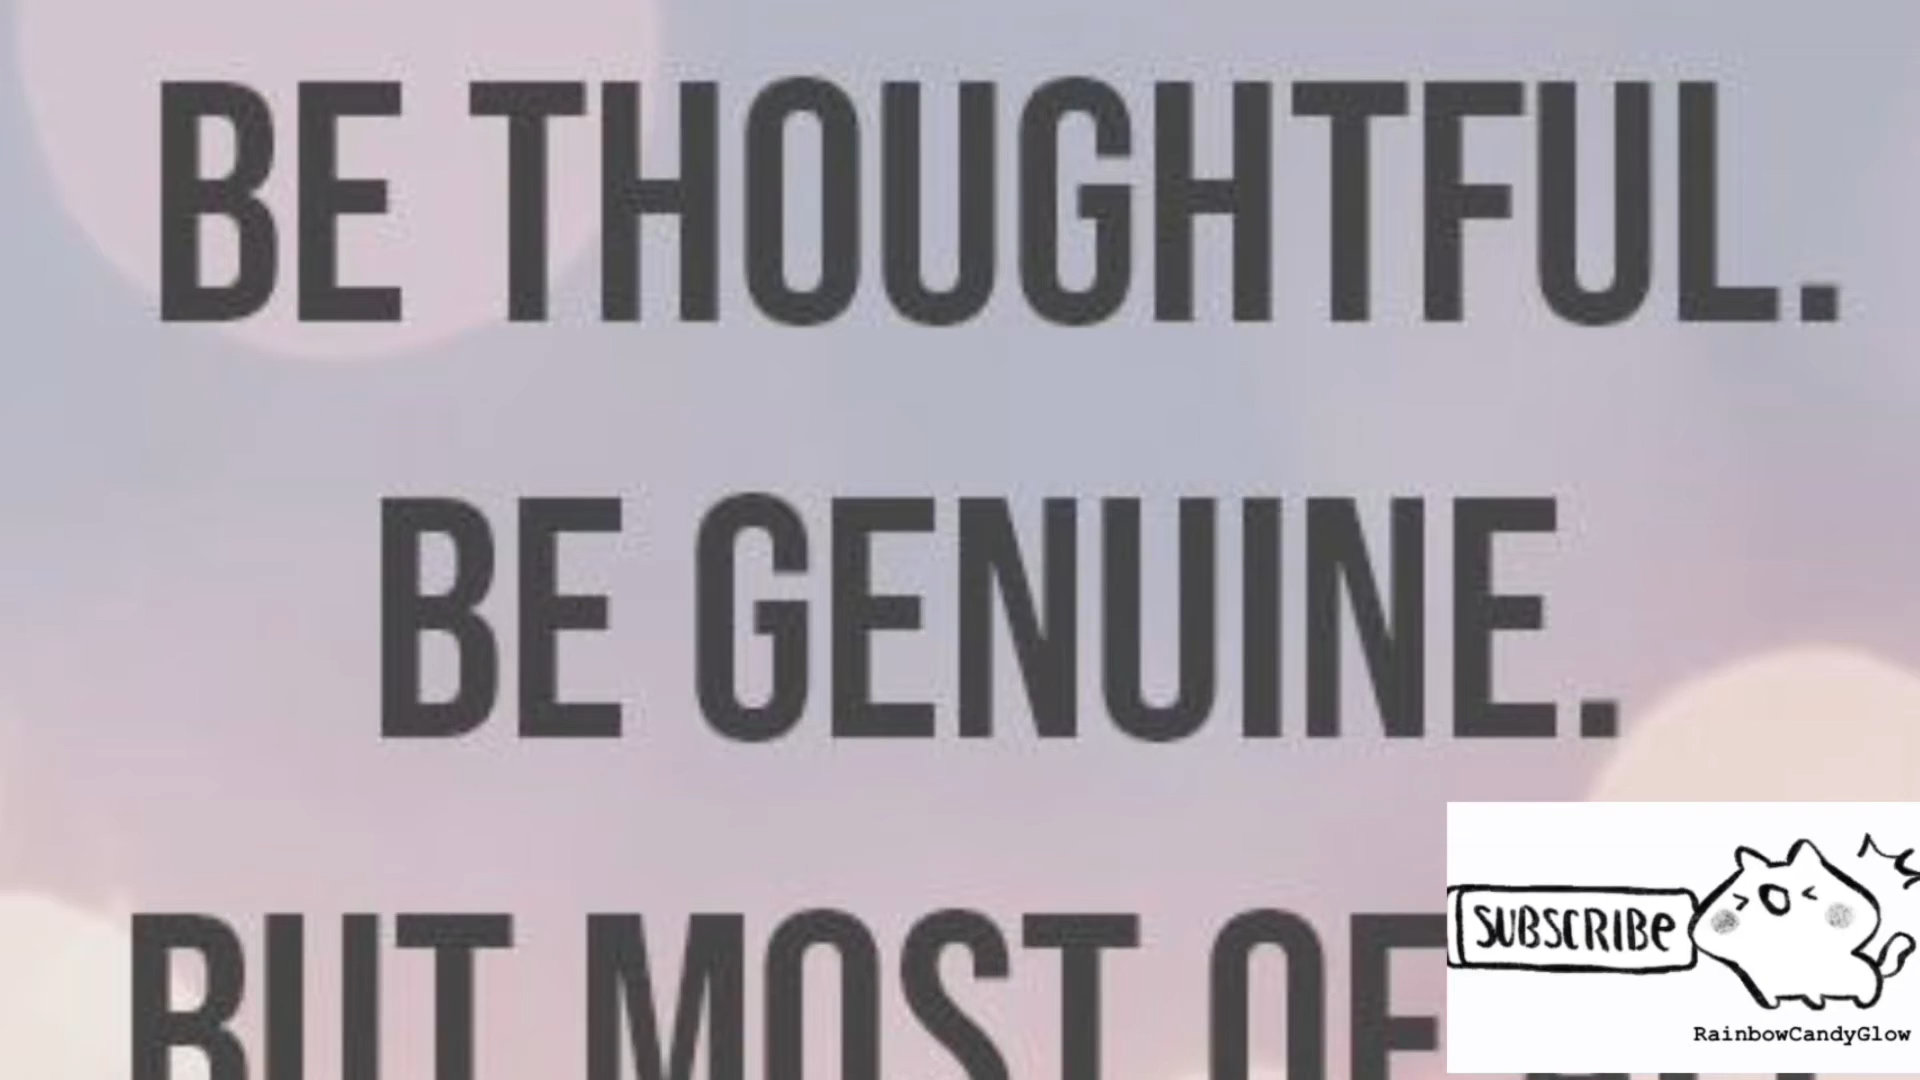 BE THOUGHTFUL.
BE GENUINE.
BUT MOST OF
SUBSCRIBe
RainbowCandyGlow